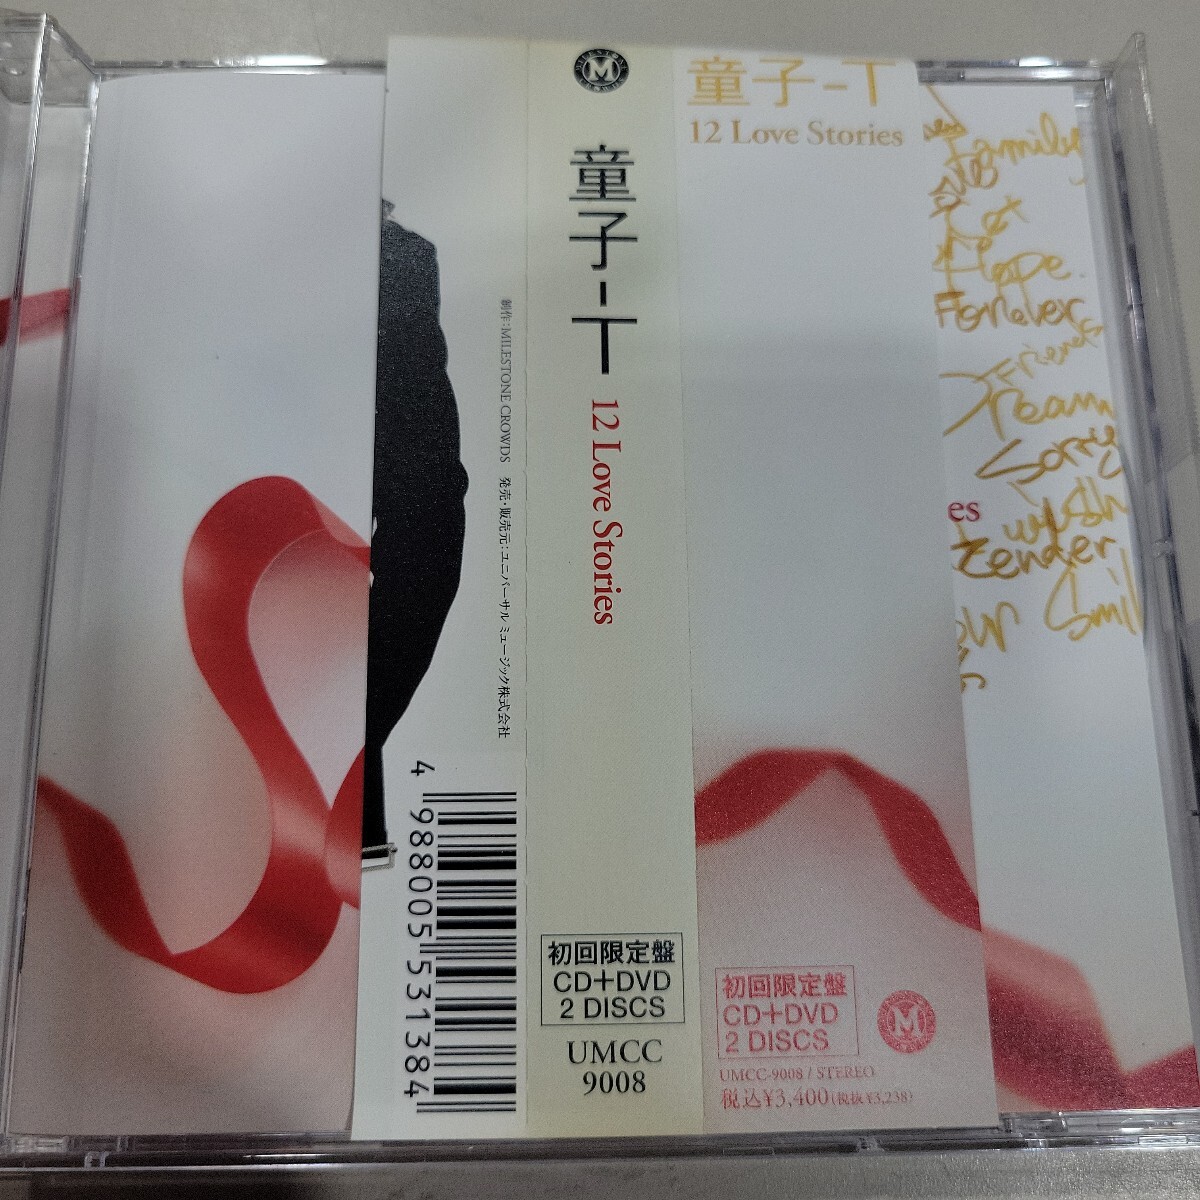 童子-T
12 Love Stories
制作:MILESTONE CROWDS 発売・販売元:ユニバーサル ミュージック株式会社
4 988005 531384
M
童子-T
12 Love Stories
初回限定盤
CD+DVD
2 DISCS
UMCC
9008
初回限定盤
CD+DVD
2 DISCS
M
UMCC-9008 / STEREO
税込¥3,400(税抜¥3,238)
Family
&
Hope.
Forever
Friends
Dream
Sorry
es
wish
tender
our Smil